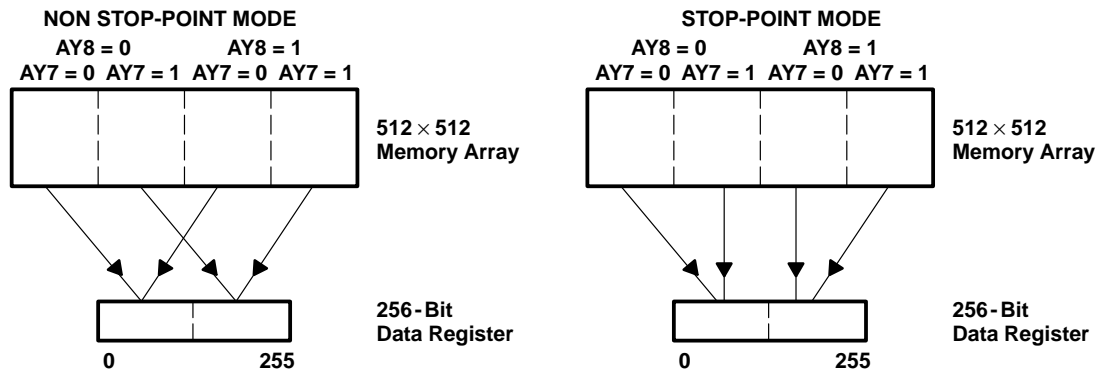 NON STOP-POINT MODE
AY8 = 0 AY8 = 1
AY7 = 0 AY7 = 1 AY7 = 0 AY7 = 1
512 × 512
Memory Array
256-Bit
Data Register
0 255
STOP-POINT MODE
AY8 = 0 AY8 = 1
AY7 = 0 AY7 = 1 AY7 = 0 AY7 = 1
512 × 512
Memory Array
256-Bit
Data Register
0 255